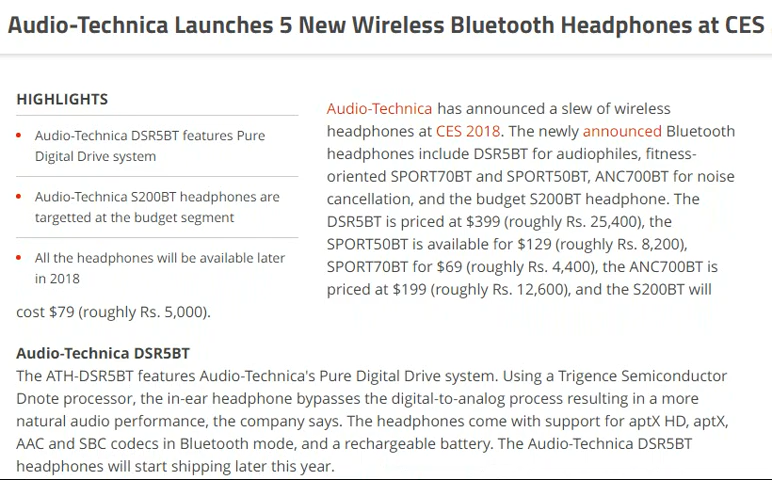 Audio-Technica Launches 5 New Wireless Bluetooth Headphones at CES
HIGHLIGHTS
Audio-Technica DSR5BT features Pure
Digital Drive system
Audio-Technica S200BT headphones are
targetted at the budget segment
All the headphones will be available later
in 2018
Audio-Technica has announced a slew of wireless
headphones at CES 2018. The newly announced Bluetooth
headphones include DSR5BT for audiophiles, fitness-
oriented SPORT70BT and SPORT50BT, ANC700BT for noise
cancellation, and the budget S200BT headphone. The
DSR5BT is priced at $399 (roughly Rs. 25,400), the
SPORT50BT is available for $129 (roughly Rs. 8,200),
SPORT70BT for $69 (roughly Rs. 4,400), the ANC700BT is
priced at $199 (roughly Rs. 12,600), and the S200BT will
cost $79 (roughly Rs. 5,000).
Audio-Technica DSR5BT
The ATH-DSR5BT features Audio-Technica's Pure Digital Drive system. Using a Trigence Semiconductor
Dnote processor, the in-ear headphone bypasses the digital-to-analog process resulting in a more
natural audio performance, the company says. The headphones come with support for aptX HD, aptX,
AAC and SBC codecs in Bluetooth mode, and a rechargeable battery. The Audio-Technica DSR5BT
headphones will start shipping later this year.